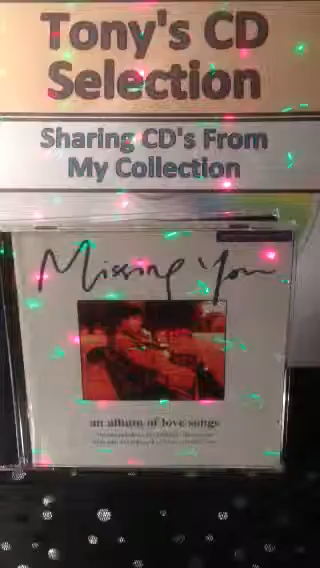 Tony's CD
Selection
Sharing CD's From
My Collection
Missing You
an album of love songs